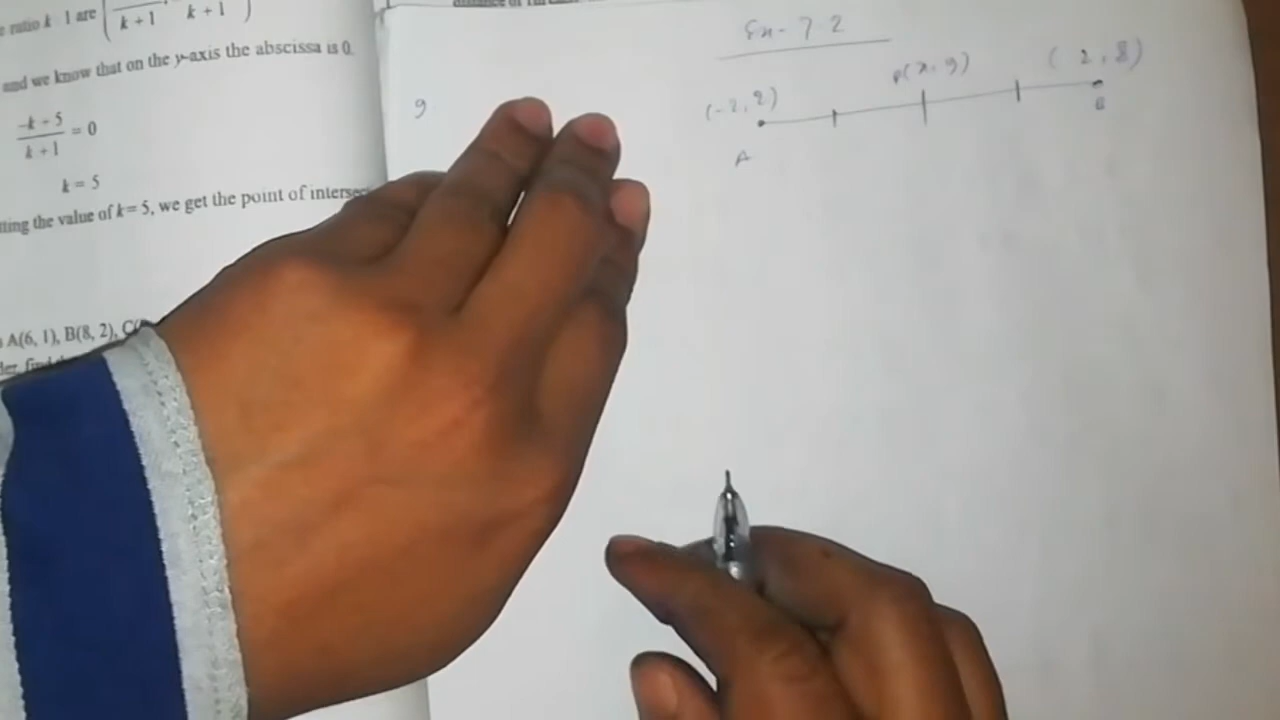 e ratio k : 1 are ( / k + 1 , / k + 1 )
and we know that on the y-axis the abscissa is 0.
-k + 5 / k + 1 = 0
k = 5
tting the value of k = 5, we get the point of interse
A(6, 1), B(8, 2), C(
Ex- 7.2
9
(-2, 2)
P(x, y)
( 2, 8 )
A
B